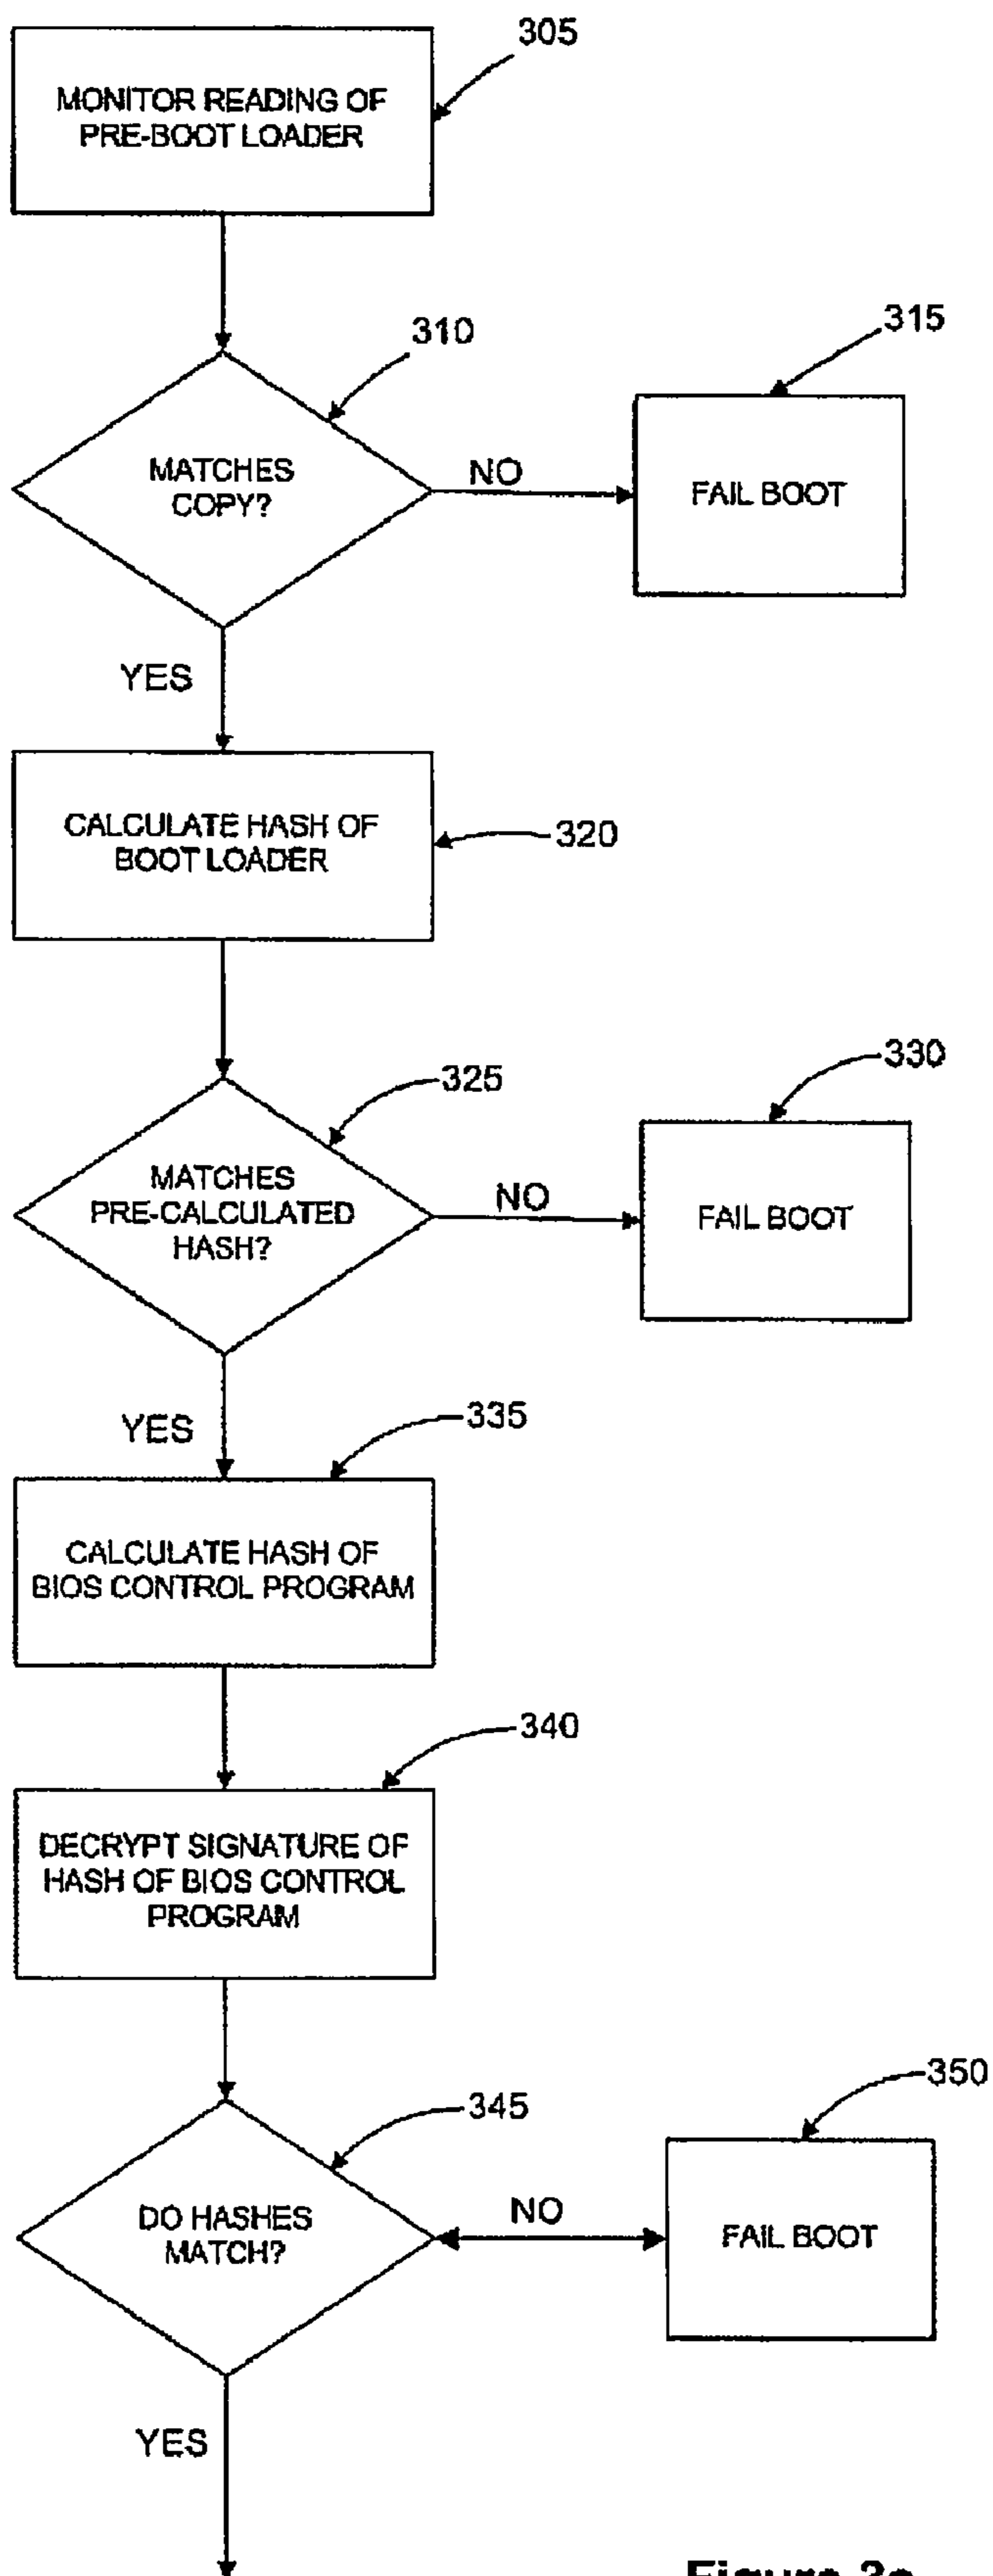 305
MONITOR READING OF
PRE-BOOT LOADER
310
315
MATCHES
COPY?
NO
FAIL BOOT
YES
CALCULATE HASH OF
BOOT LOADER
320
330
325
MATCHES
PRE-CALCULATED
HASH?
NO
FAIL BOOT
YES
335
CALCULATE HASH OF
BIOS CONTROL PROGRAM
340
DECRYPT SIGNATURE OF
HASH OF BIOS CONTROL
PROGRAM
350
345
DO HASHES
MATCH?
NO
FAIL BOOT
YES